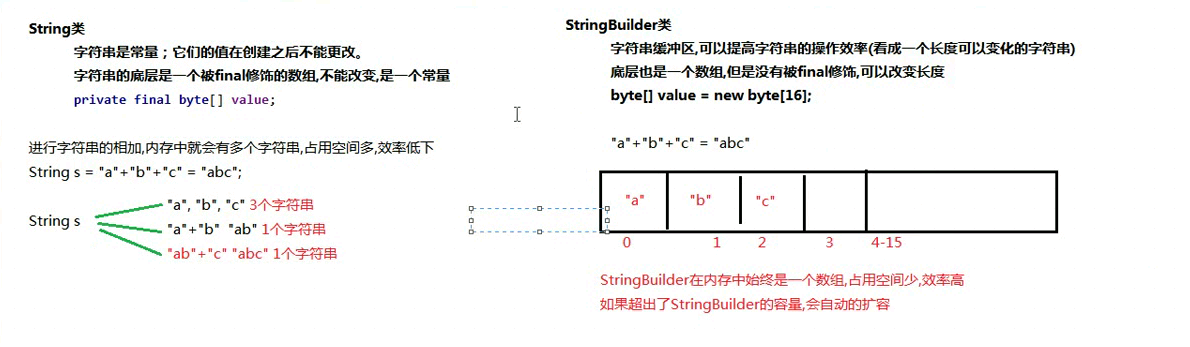 String类
字符串是常量；它们的值在创建之后不能更改。
字符串的底层是一个被final修饰的数组,不能改变,是一个常量
private final byte[] value;
进行字符串的相加,内存中就会有多个字符串,占用空间多,效率低下
String s = "a"+"b"+"c" = "abc";
String s
"a", "b", "c" 3个字符串
"a"+"b" "ab" 1个字符串
"ab"+"c" "abc" 1个字符串
StringBuilder类
字符串缓冲区,可以提高字符串的操作效率(看成一个长度可以变化的字符串)
底层也是一个数组,但是没有被final修饰,可以改变长度
byte[] value = new byte[16];
"a"+"b"+"c" = "abc"
"a" "b" "c"
0 1 2 3 4-15
StringBuilder在内存中始终是一个数组,占用空间少,效率高
如果超出了StringBuilder的容量,会自动的扩容